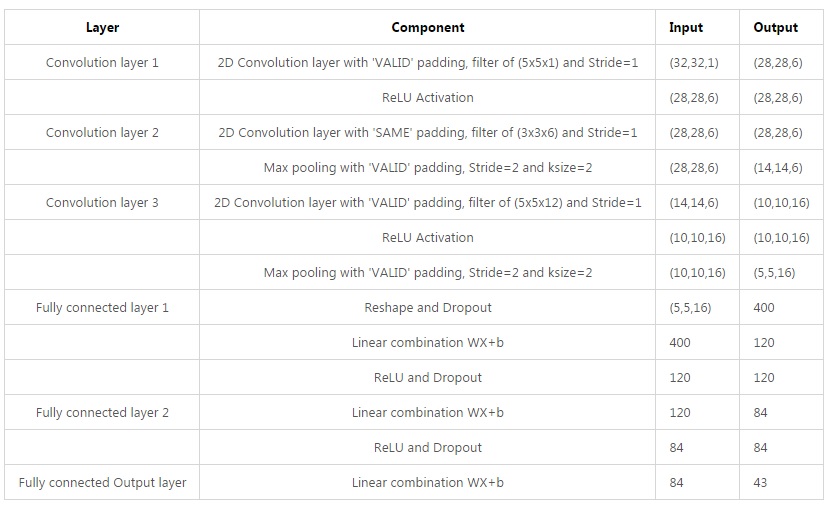 Layer Component Input Output
Convolution layer 1 2D Convolution layer with 'VALID' padding, filter of (5x5x1) and Stride=1 (32,32,1) (28,28,6)
ReLU Activation (28,28,6) (28,28,6)
Convolution layer 2 2D Convolution layer with 'SAME' padding, filter of (3x3x6) and Stride=1 (28,28,6) (28,28,6)
Max pooling with 'VALID' padding, Stride=2 and ksize=2 (28,28,6) (14,14,6)
Convolution layer 3 2D Convolution layer with 'VALID' padding, filter of (5x5x12) and Stride=1 (14,14,6) (10,10,16)
ReLU Activation (10,10,16) (10,10,16)
Max pooling with 'VALID' padding, Stride=2 and ksize=2 (10,10,16) (5,5,16)
Fully connected layer 1 Reshape and Dropout (5,5,16) 400
Linear combination WX+b 400 120
ReLU and Dropout 120 120
Fully connected layer 2 Linear combination WX+b 120 84
ReLU and Dropout 84 84
Fully connected Output layer Linear combination WX+b 84 43